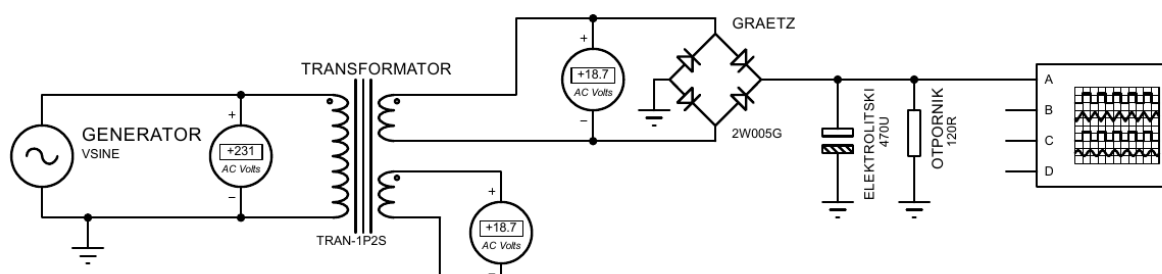 GRAETZ
TRANSFORMATOR
+
+18.7
AC Volts
−
2W005G
GENERATOR
VSINE
+
+231
AC Volts
−
TRAN-1P2S
+
+18.7
AC Volts
−
ELEKTROLITSKI
470U
OTPORNIK
120R
A
B
C
D